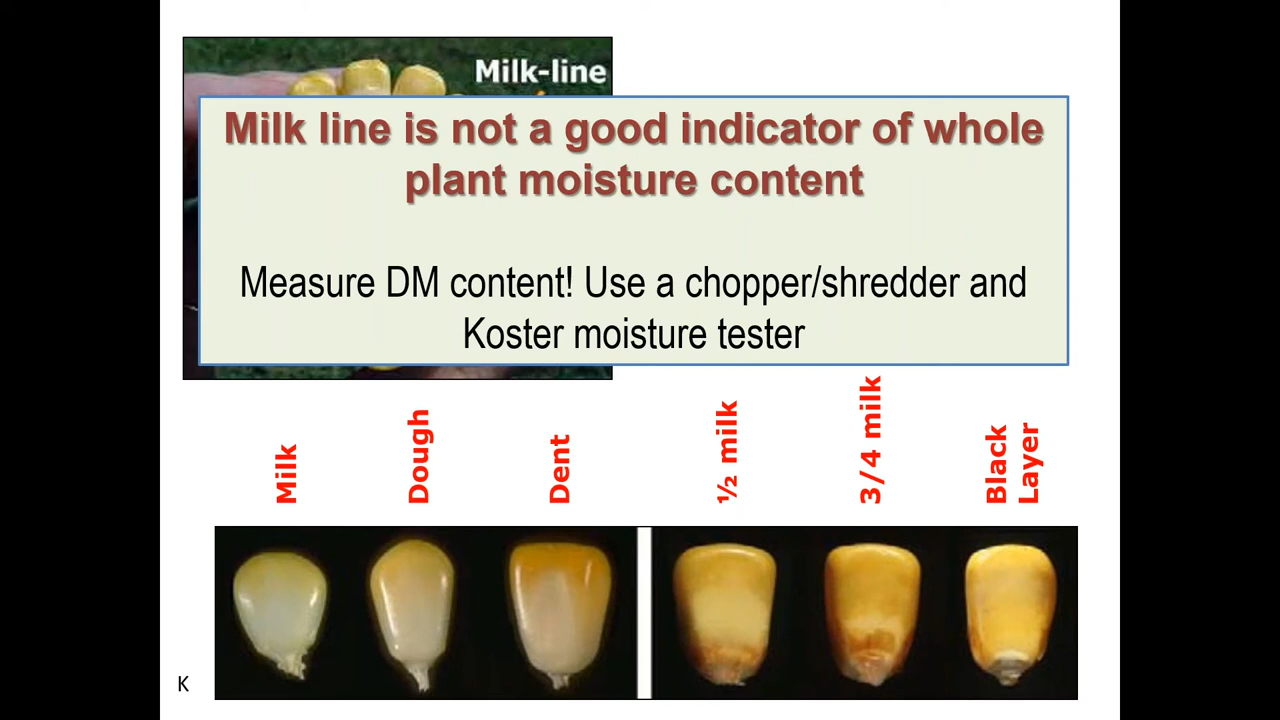 Milk-line
Milk line is not a good indicator of whole
plant moisture content
Measure DM content! Use a chopper/shredder and
Koster moisture tester
Milk
Dough
Dent
½ milk
3/4 milk
Black
Layer
K